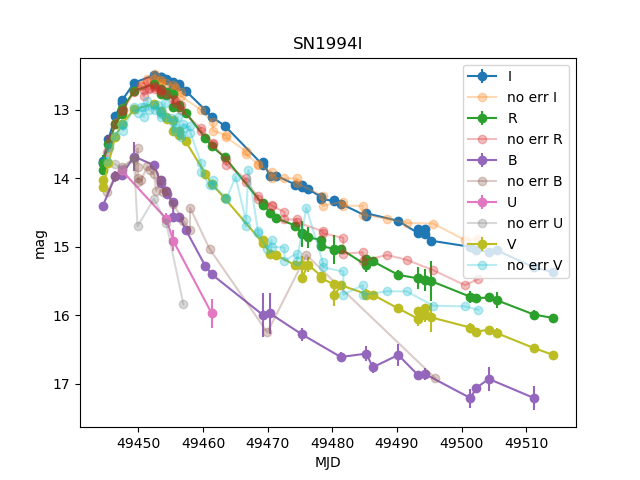 SN1994I
I
no err I
R
no err R
B
no err B
U
no err U
V
no err V
13
14
15
16
17
mag
49450 49460 49470 49480 49490 49500 49510
MJD